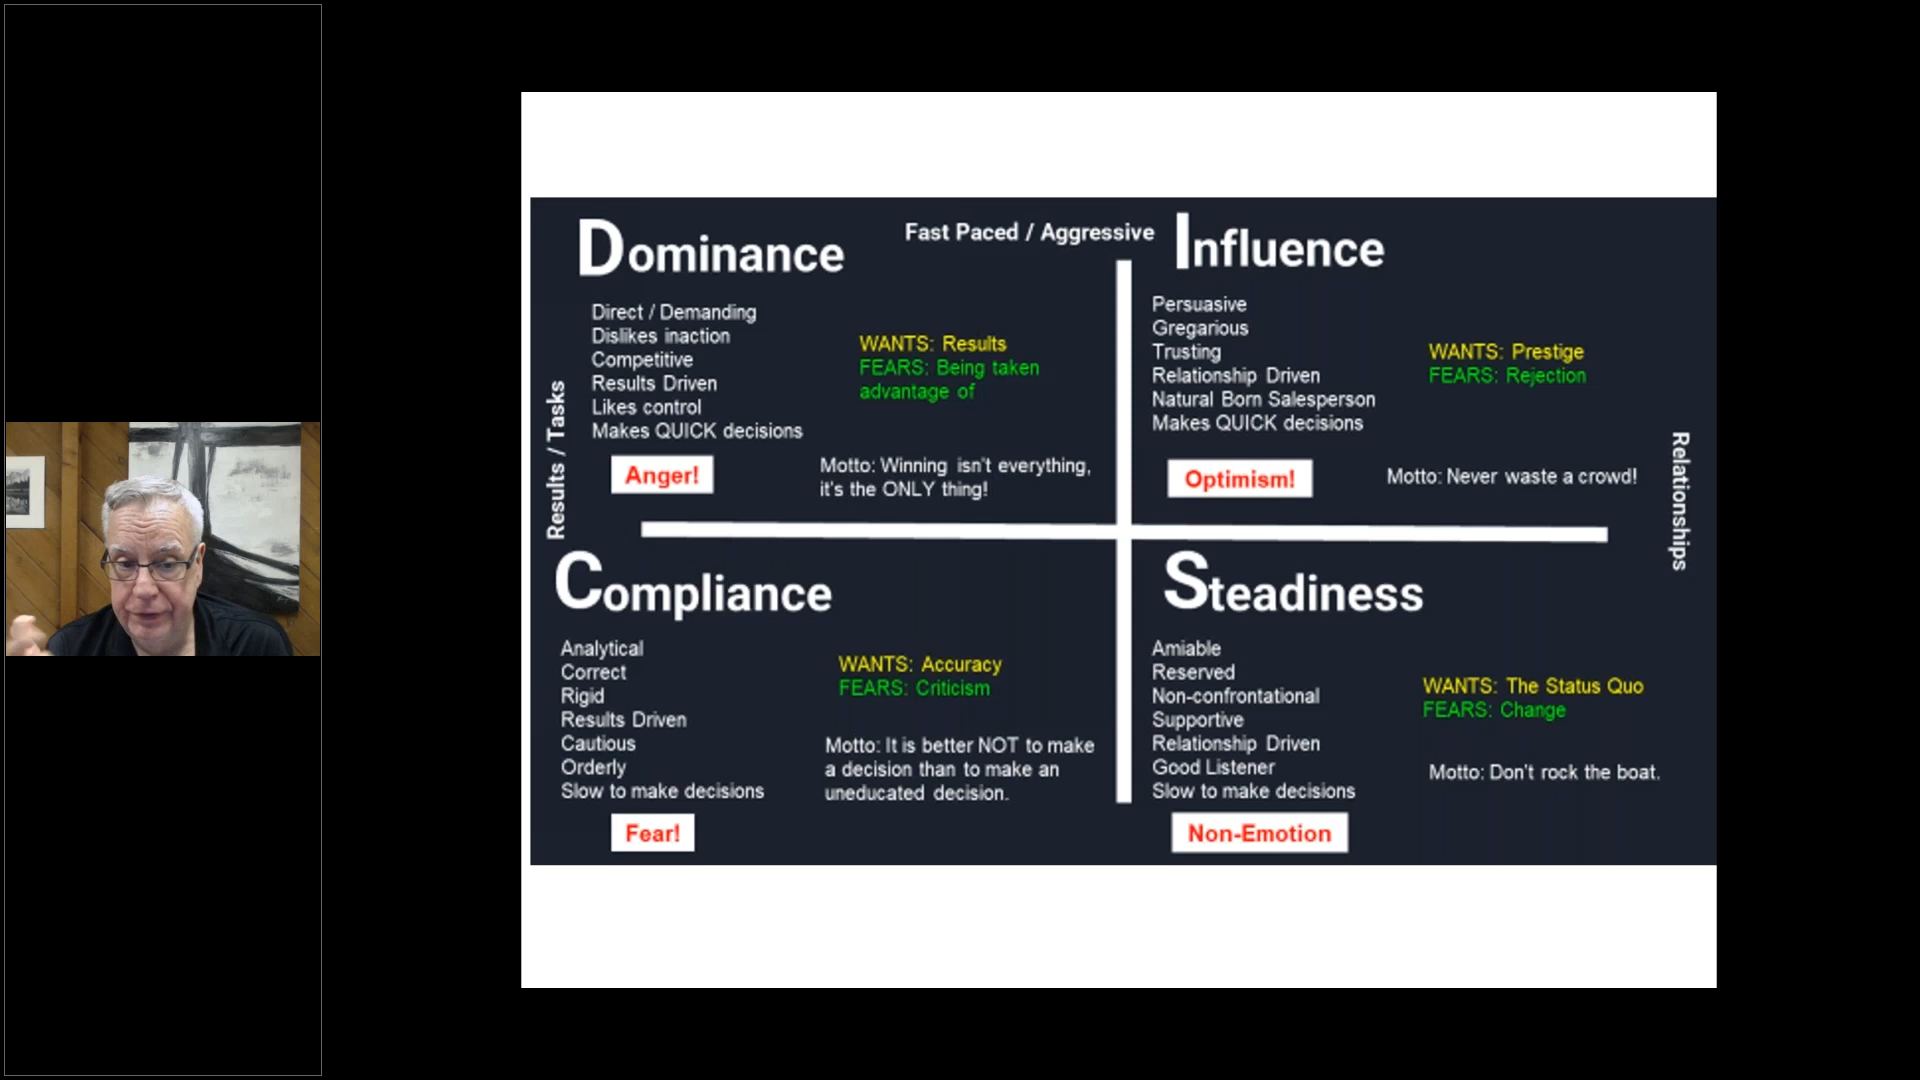 Fast Paced / Aggressive
Results / Tasks
Relationships
Dominance
Direct / Demanding
Dislikes inaction
Competitive
Results Driven
Likes control
Makes QUICK decisions
WANTS: Results
FEARS: Being taken
advantage of
Anger!
Motto: Winning isn't everything,
it's the ONLY thing!
Influence
Persuasive
Gregarious
Trusting
Relationship Driven
Natural Born Salesperson
Makes QUICK decisions
WANTS: Prestige
FEARS: Rejection
Optimism!
Motto: Never waste a crowd!
Compliance
Analytical
Correct
Rigid
Results Driven
Cautious
Orderly
Slow to make decisions
WANTS: Accuracy
FEARS: Criticism
Motto: It is better NOT to make
a decision than to make an
uneducated decision.
Fear!
Steadiness
Amiable
Reserved
Non-confrontational
Supportive
Relationship Driven
Good Listener
Slow to make decisions
WANTS: The Status Quo
FEARS: Change
Motto: Don't rock the boat.
Non-Emotion